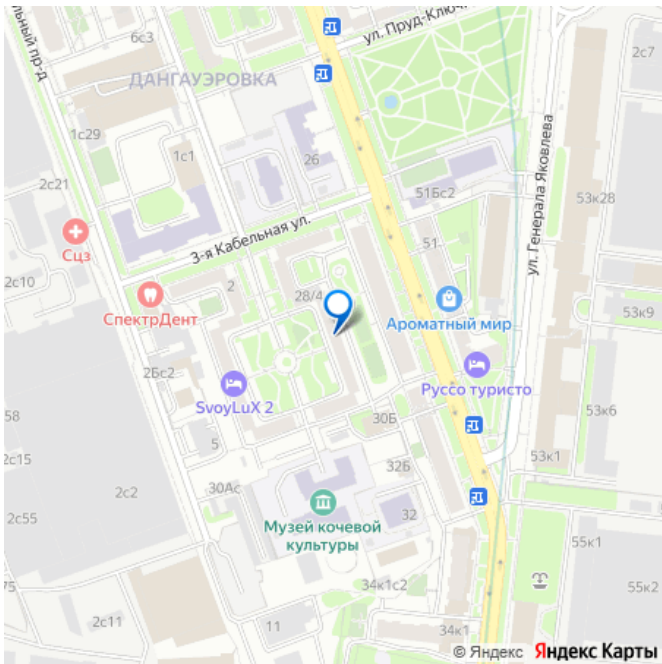 льный пр-д
6с3
ул. Пруд-Ключ
2с7
ДАНГАУЭРОВКА
1с29
1с1
26
2с21
51Бс2
ул. Генерала Яковлева
53к28
3-я Кабельная ул.
51
Сцз
2с10
2
28/4
СпектрДент
Ароматный мир
53к9
2Бс2
Руссо туристо
SvoyLuX 2
58
30Б
53к6
5
2с15
32Б
53к1
30Ас
2с2
2с55
32
Музей кочевой
культуры
55к1
75
34к1с2
55к2
2с11
11
34к1
© Яндекс Яндекс Карты